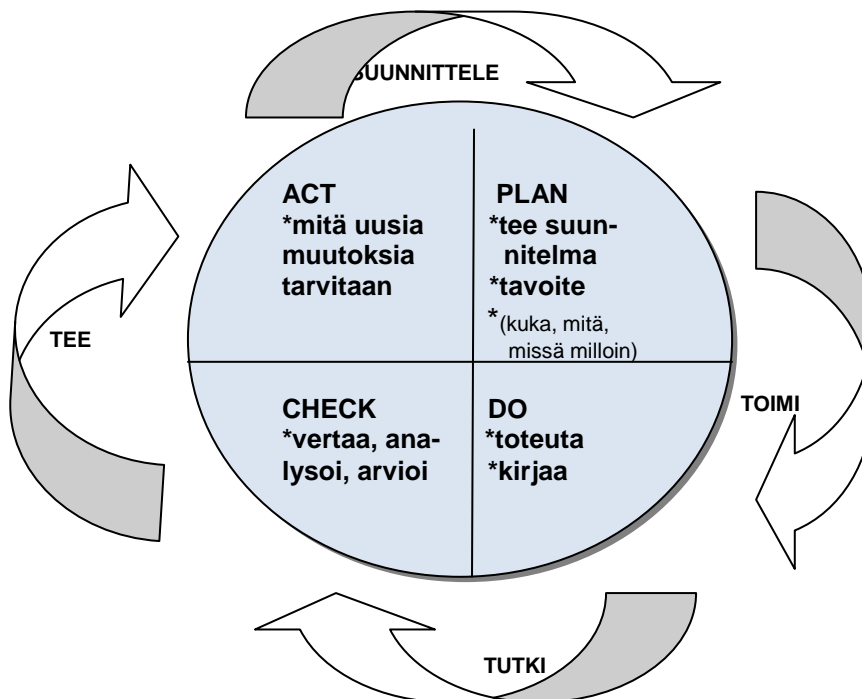 SUUNNITTELE
ACT
*mitä uusia
muutoksia
tarvitaan
PLAN
*tee suun-
nitelma
*tavoite
*(kuka, mitä,
missä milloin)
TEE
TOIMI
CHECK
*vertaa, ana-
lysoi, arvioi
DO
*toteuta
*kirjaa
TUTKI